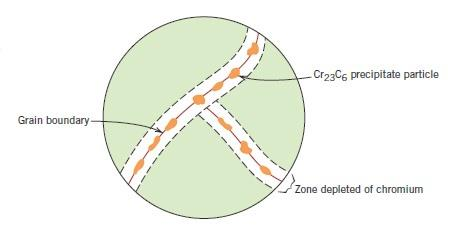 Cr23C6 precipitate particle
Grain boundary
Zone depleted of chromium